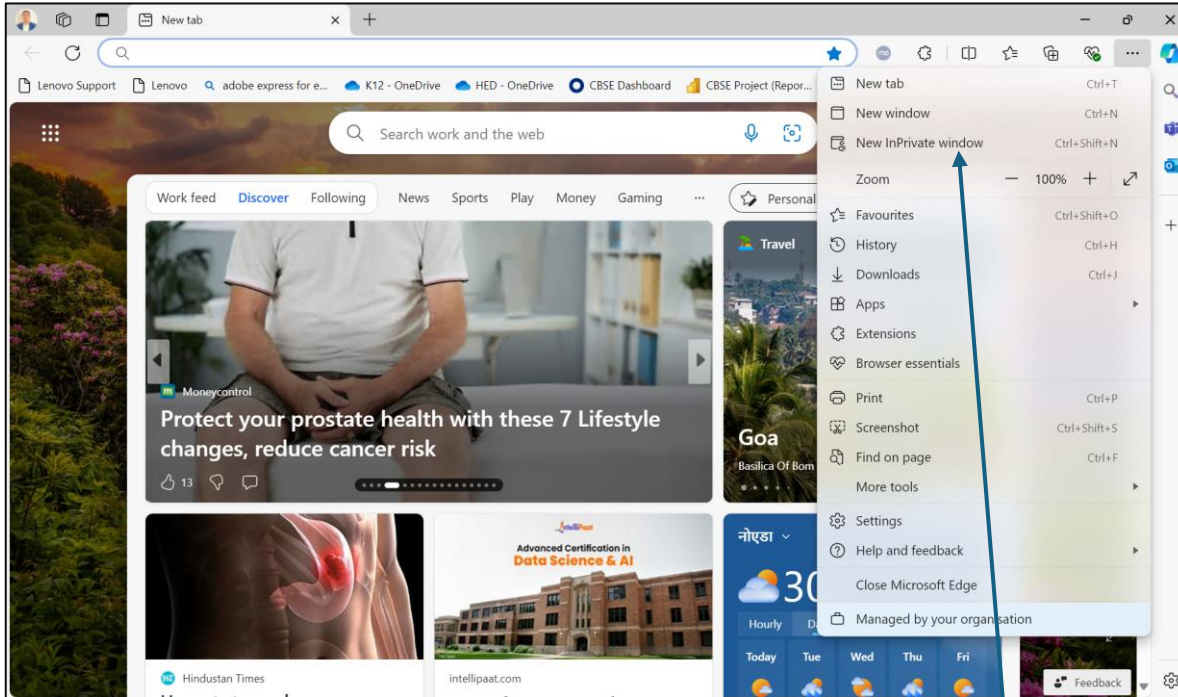 New tab
Lenovo Support
Lenovo
adobe express for e...
K12 - OneDrive
HED - OneDrive
CBSE Dashboard
CBSE Project (Repor...
Search work and the web
Work feed Discover Following News Sports Play Money Gaming ...
Personal
Moneycontrol
Protect your prostate health with these 7 Lifestyle
changes, reduce cancer risk
13
Travel
Goa
Basilica Of Bom
Hindustan Times
IntelliPaat
Advanced Certification in
Data Science & AI
intellipaat.com
नोएडा
30
Hourly
Today Tue Wed Thu Fri
New tab Ctrl+T
New window Ctrl+N
New InPrivate window Ctrl+Shift+N
Zoom — 100% +
Favourites Ctrl+Shift+O
History Ctrl+H
Downloads Ctrl+J
Apps
Extensions
Browser essentials
Print Ctrl+P
Screenshot Ctrl+Shift+S
Find on page Ctrl+F
More tools
Settings
Help and feedback
Close Microsoft Edge
Managed by your organisation
Feedback